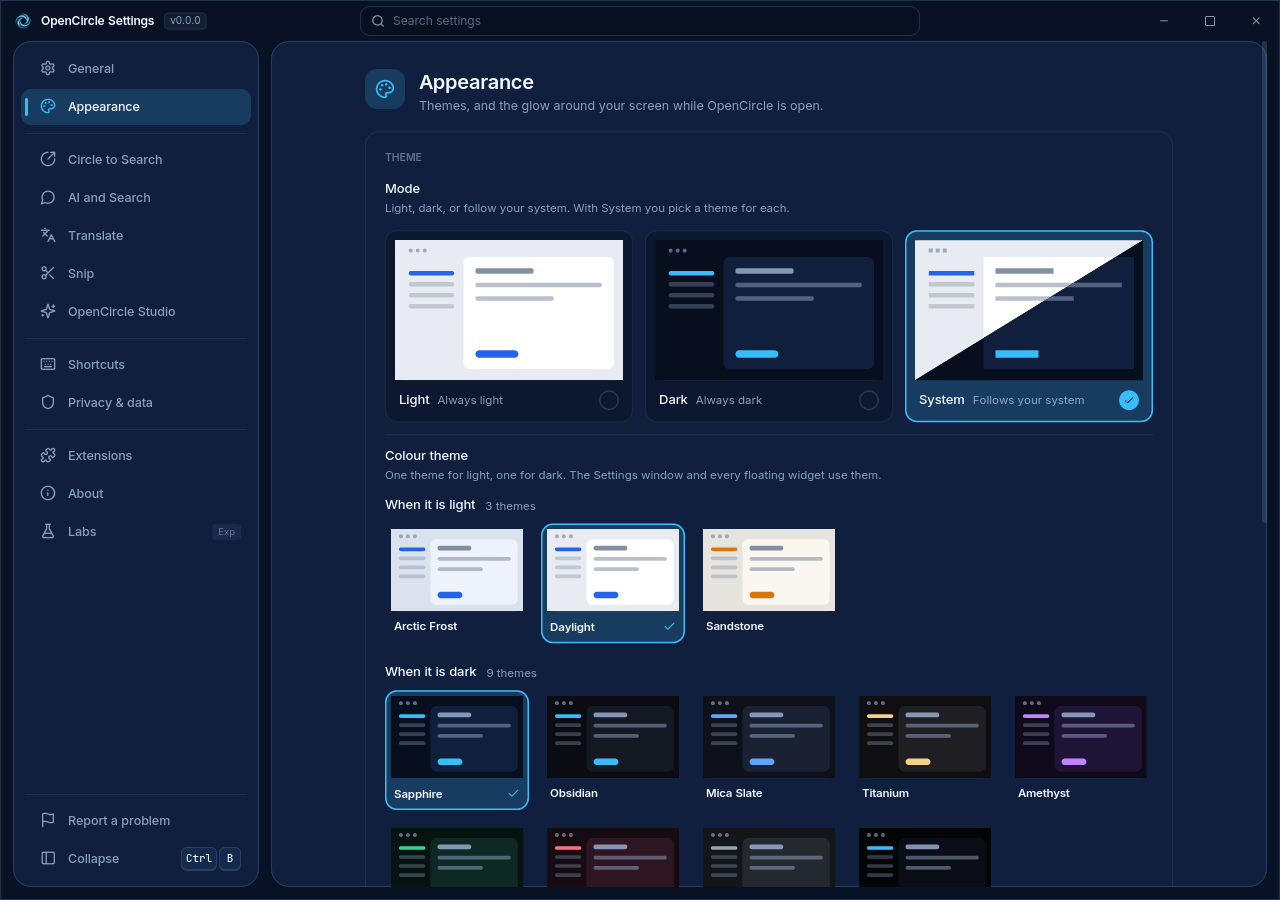 OpenCircle Settings v0.0.0
Search settings
General
Appearance
Circle to Search
AI and Search
Translate
Snip
OpenCircle Studio
Shortcuts
Privacy & data
Extensions
About
Labs Exp
Report a problem
Collapse Ctrl B
Appearance
Themes, and the glow around your screen while OpenCircle is open.
THEME
Mode
Light, dark, or follow your system. With System you pick a theme for each.
Light Always light
Dark Always dark
System Follows your system
Colour theme
One theme for light, one for dark. The Settings window and every floating widget use them.
When it is light 3 themes
Arctic Frost
Daylight
Sandstone
When it is dark 9 themes
Sapphire
Obsidian
Mica Slate
Titanium
Amethyst